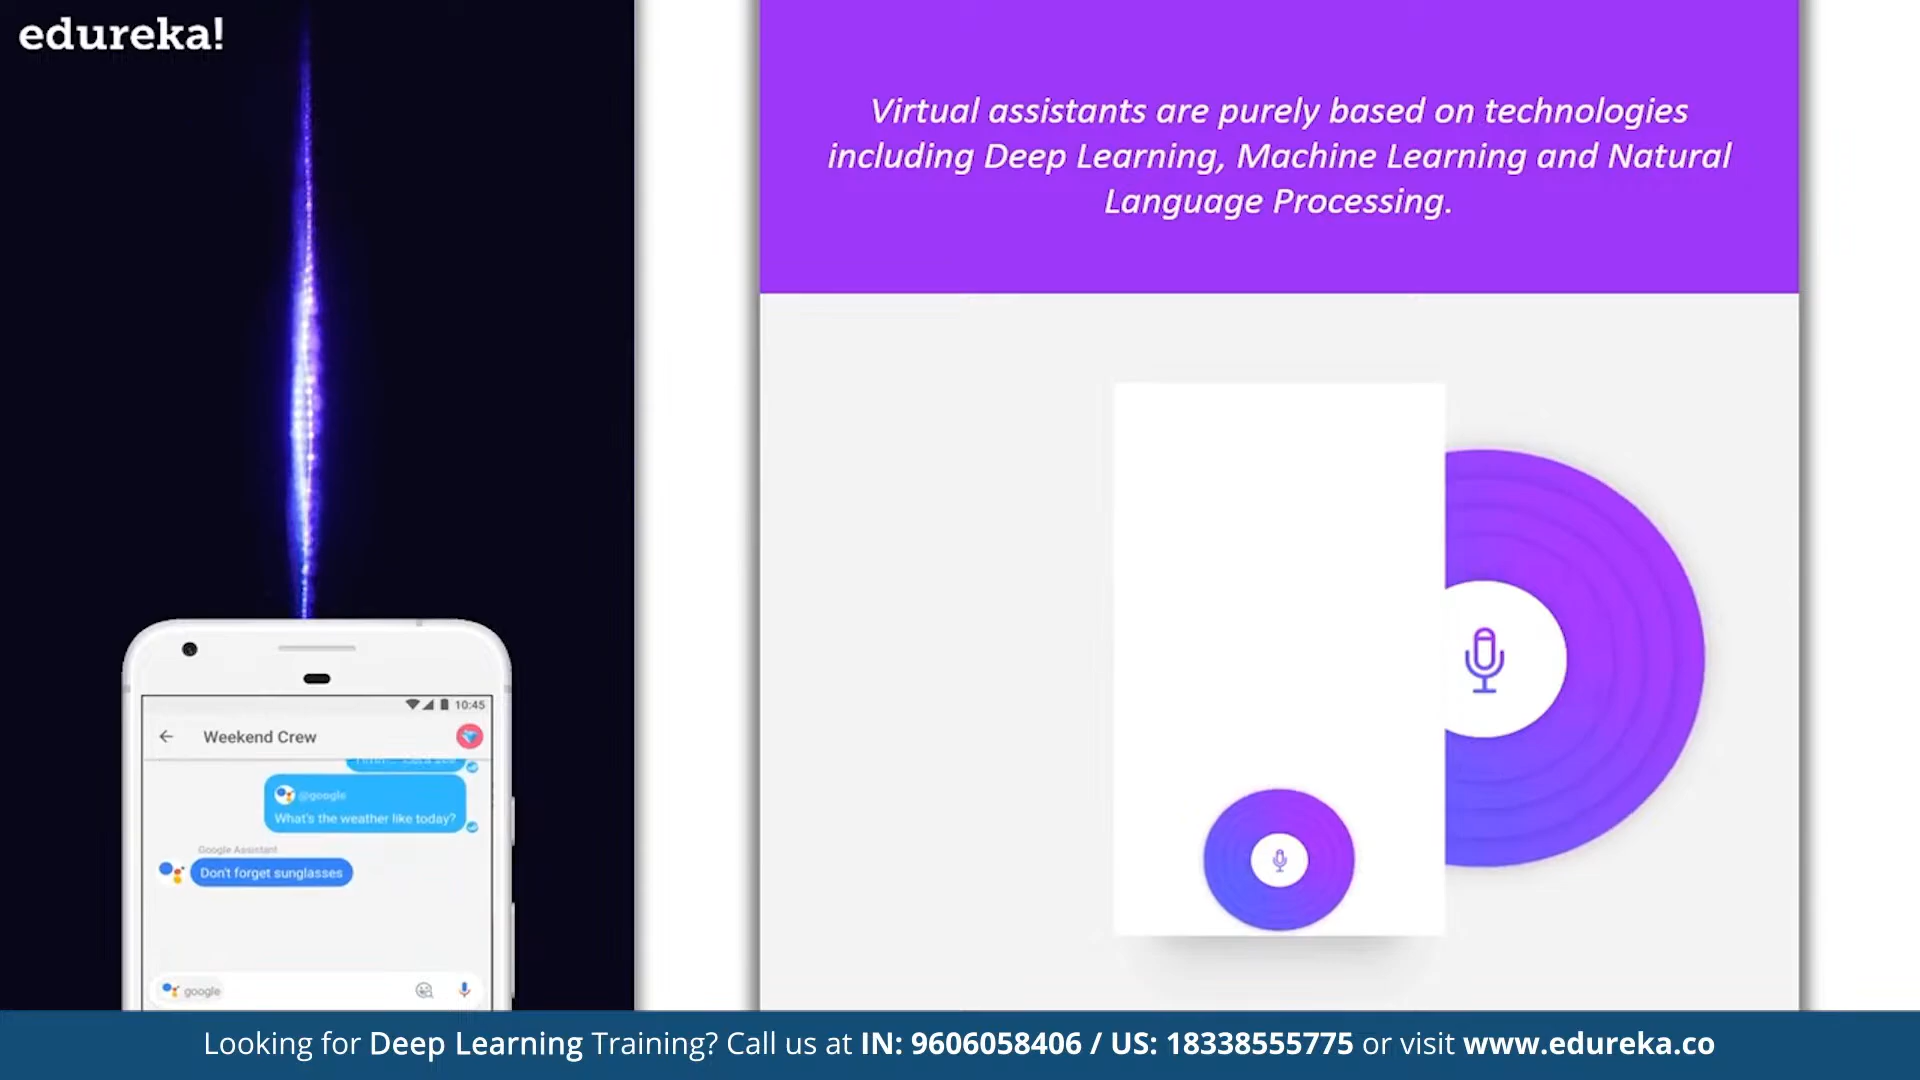 edureka!
Virtual assistants are purely based on technologies
including Deep Learning, Machine Learning and Natural
Language Processing.
10:45
Weekend Crew
@google
What's the weather like today?
Google Assistant
Don't forget sunglasses
google
Looking for Deep Learning Training? Call us at IN: 9606058406 / US: 18338555775 or visit www.edureka.co